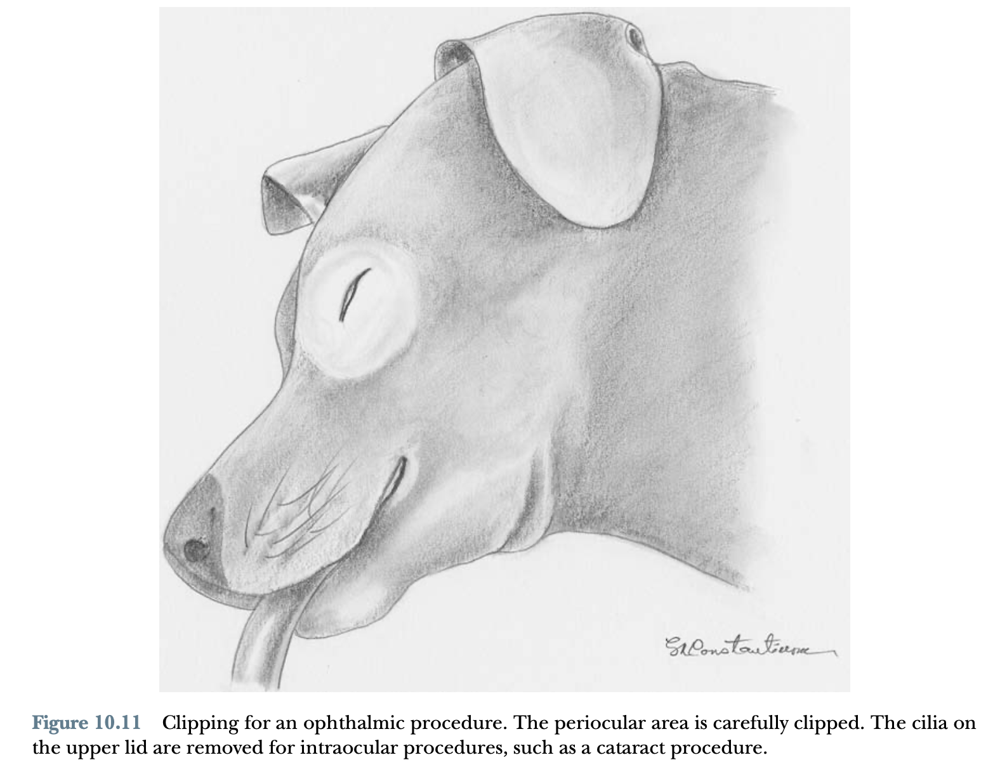 Figure 10.11 Clipping for an ophthalmic procedure. The periocular area is carefully clipped. The cilia on
the upper lid are removed for intraocular procedures, such as a cataract procedure.